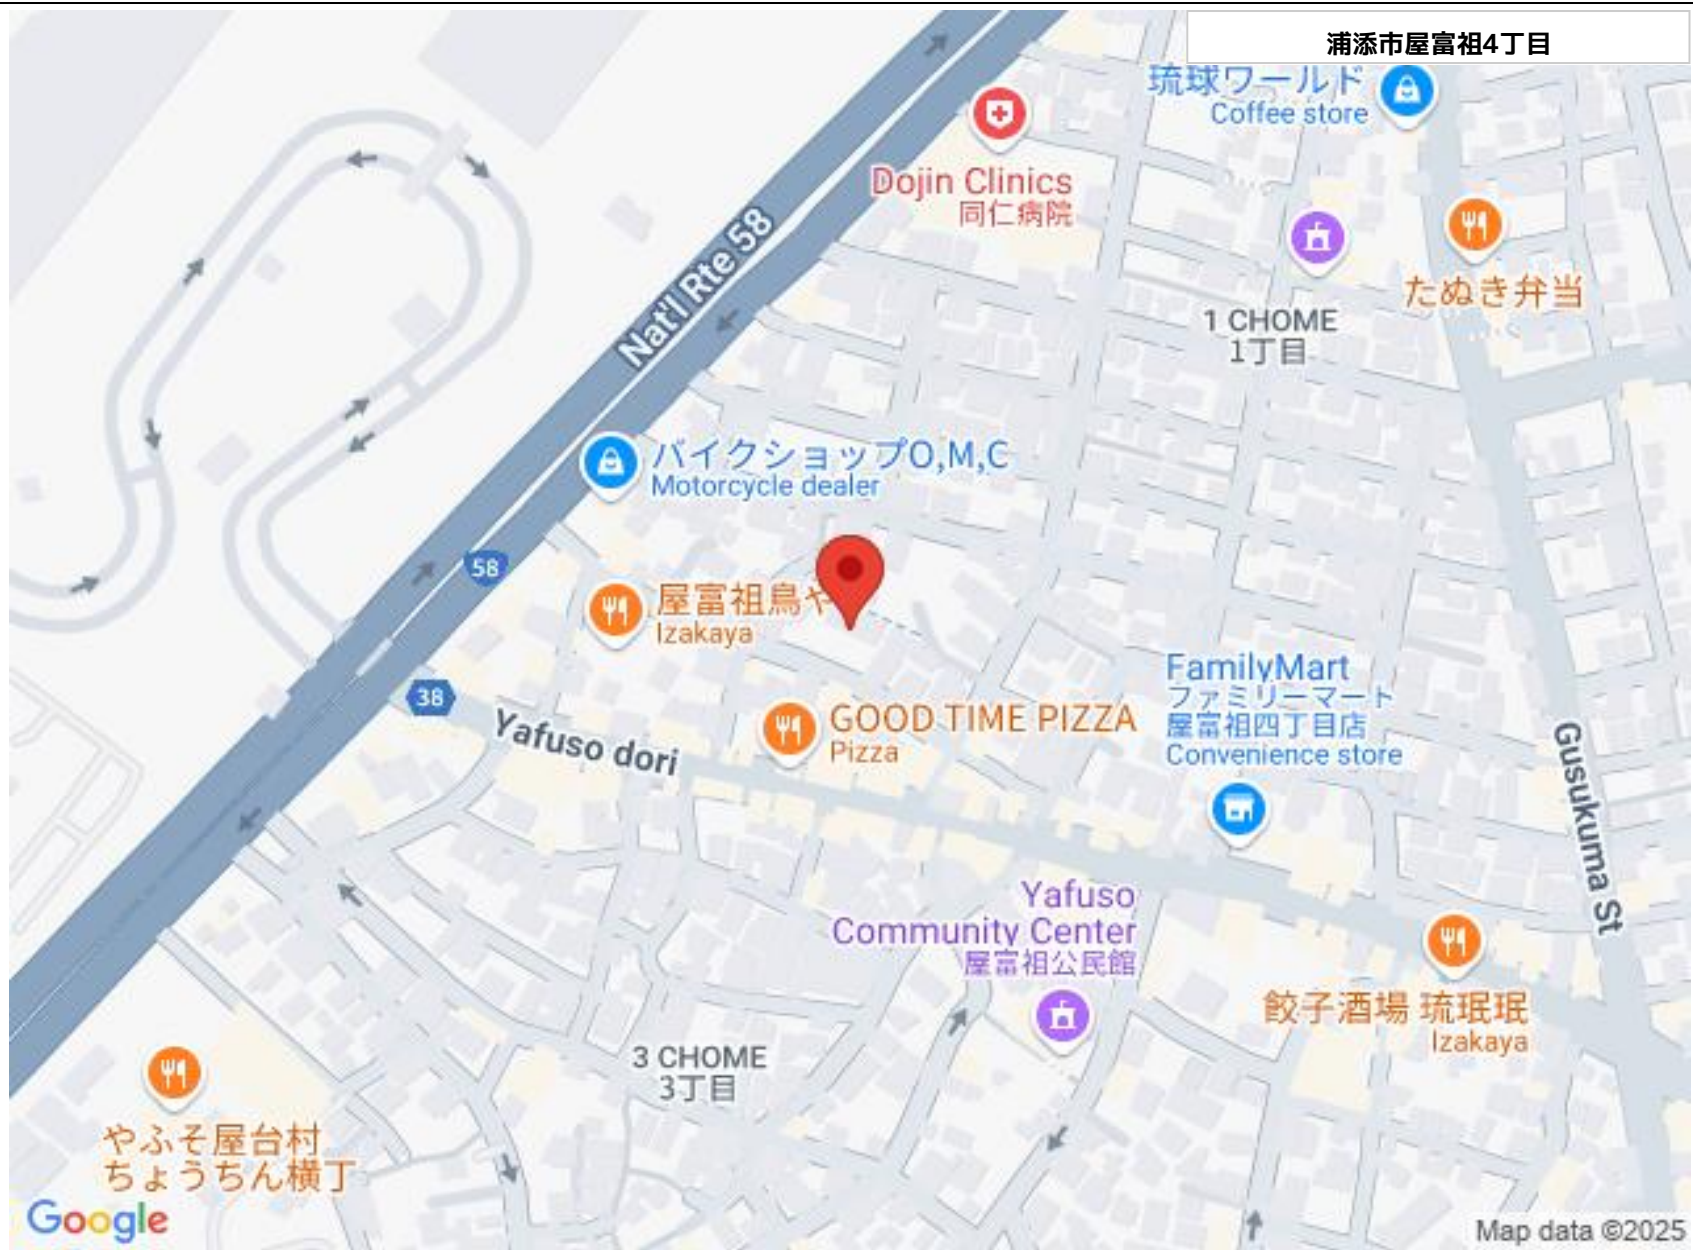 浦添市屋富祖4丁目
琉球ワールド
Coffee store
Dojin Clinics
同仁病院
たぬき弁当
1 CHOME
1丁目
Nat'l Rte 58
バイクショップO,M,C
Motorcycle dealer
58
屋富祖鳥や
Izakaya
38
Yafuso dori
GOOD TIME PIZZA
Pizza
FamilyMart
ファミリーマート
屋富祖四丁目店
Convenience store
Gusukuma St
Yafuso
Community Center
屋富祖公民館
餃子酒場 琉珉珉
Izakaya
3 CHOME
3丁目
やふそ屋台村
ちょうちん横丁
Google
Map data ©2025